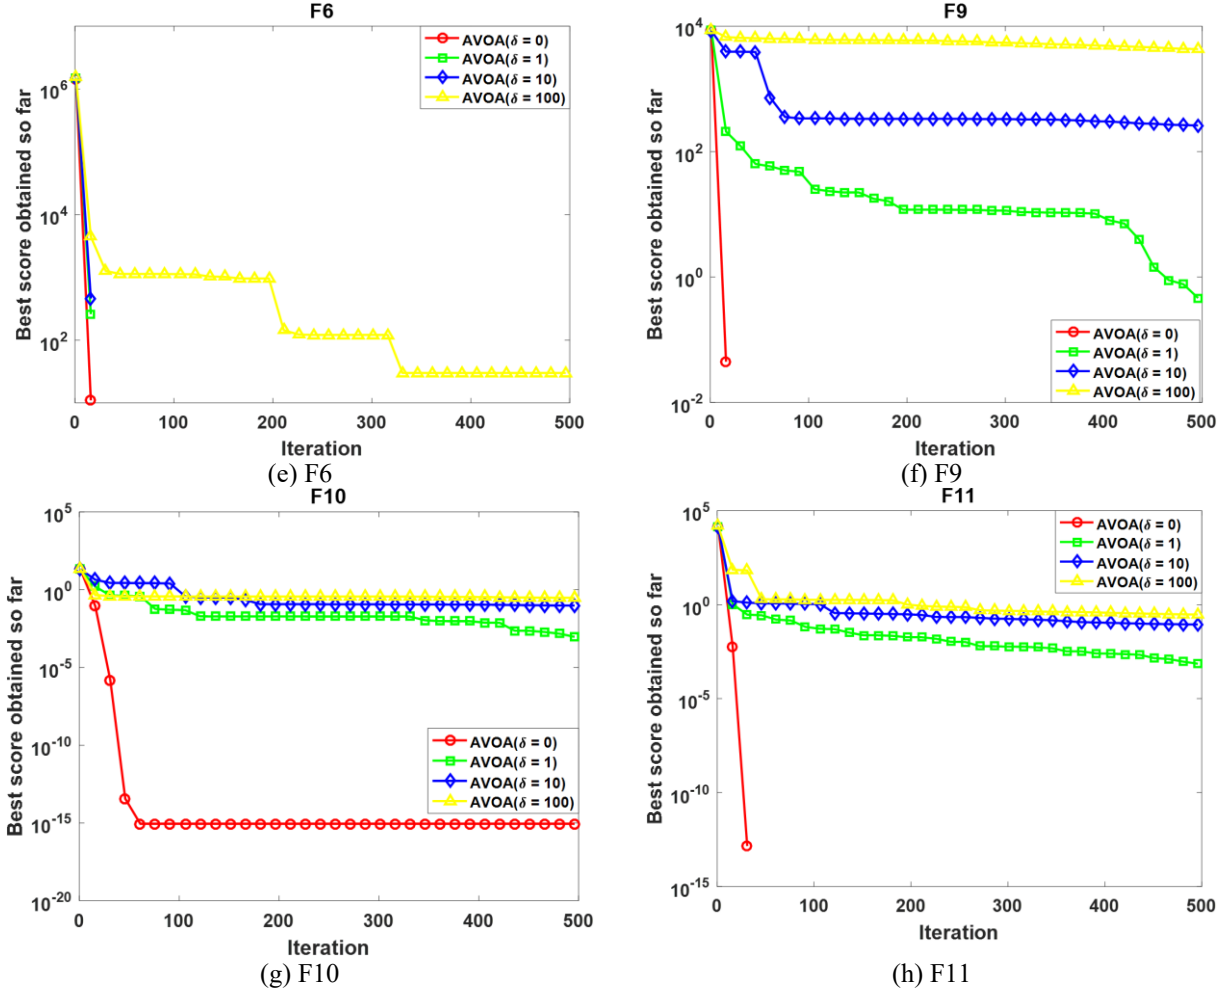 F6
Best score obtained so far
10^6
10^4
10^2
AVOA(δ = 0)
AVOA(δ = 1)
AVOA(δ = 10)
AVOA(δ = 100)
0 100 200 300 400 500
Iteration
(e) F6
F9
Best score obtained so far
10^4
10^2
10^0
10^-2
AVOA(δ = 0)
AVOA(δ = 1)
AVOA(δ = 10)
AVOA(δ = 100)
0 100 200 300 400 500
Iteration
(f) F9
F10
Best score obtained so far
10^5
10^0
10^-5
10^-10
10^-15
10^-20
AVOA(δ = 0)
AVOA(δ = 1)
AVOA(δ = 10)
AVOA(δ = 100)
0 100 200 300 400 500
Iteration
(g) F10
F11
Best score obtained so far
10^5
10^0
10^-5
10^-10
10^-15
AVOA(δ = 0)
AVOA(δ = 1)
AVOA(δ = 10)
AVOA(δ = 100)
0 100 200 300 400 500
Iteration
(h) F11